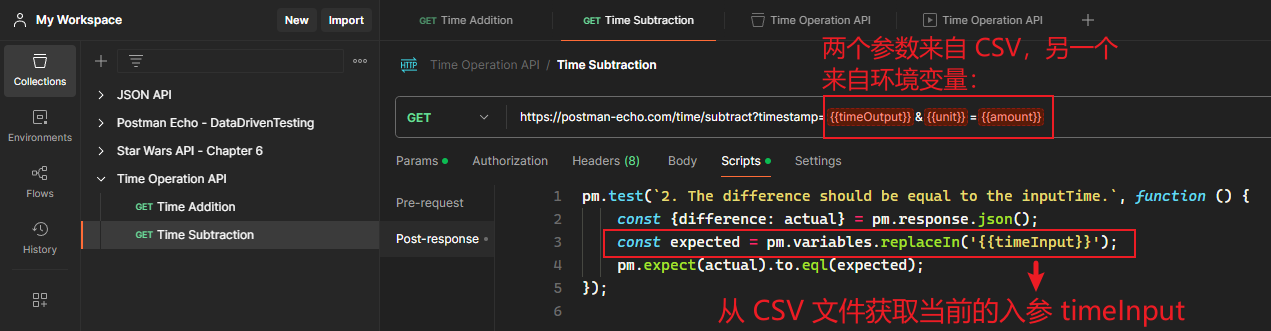 My Workspace
New
Import
GET Time Addition
GET Time Subtraction
Time Operation API
Time Operation API
Collections
Environments
Flows
History
JSON API
Postman Echo - DataDrivenTesting
Star Wars API - Chapter 6
Time Operation API
GET Time Addition
GET Time Subtraction
两个参数来自 CSV，另一个
来自环境变量：
HTTP Time Operation API / Time Subtraction
GET https://postman-echo.com/time/subtract?timestamp={{timeOutput}}&{{unit}}={{amount}}
Params Authorization Headers (8) Body Scripts Settings
Pre-request
Post-response
1 pm.test(`2. The difference should be equal to the inputTime.`, function () {
2 const {difference: actual} = pm.response.json();
3 const expected = pm.variables.replaceIn('{{timeInput}}');
4 pm.expect(actual).to.eql(expected);
5 });
6
从 CSV 文件获取当前的入参 timeInput